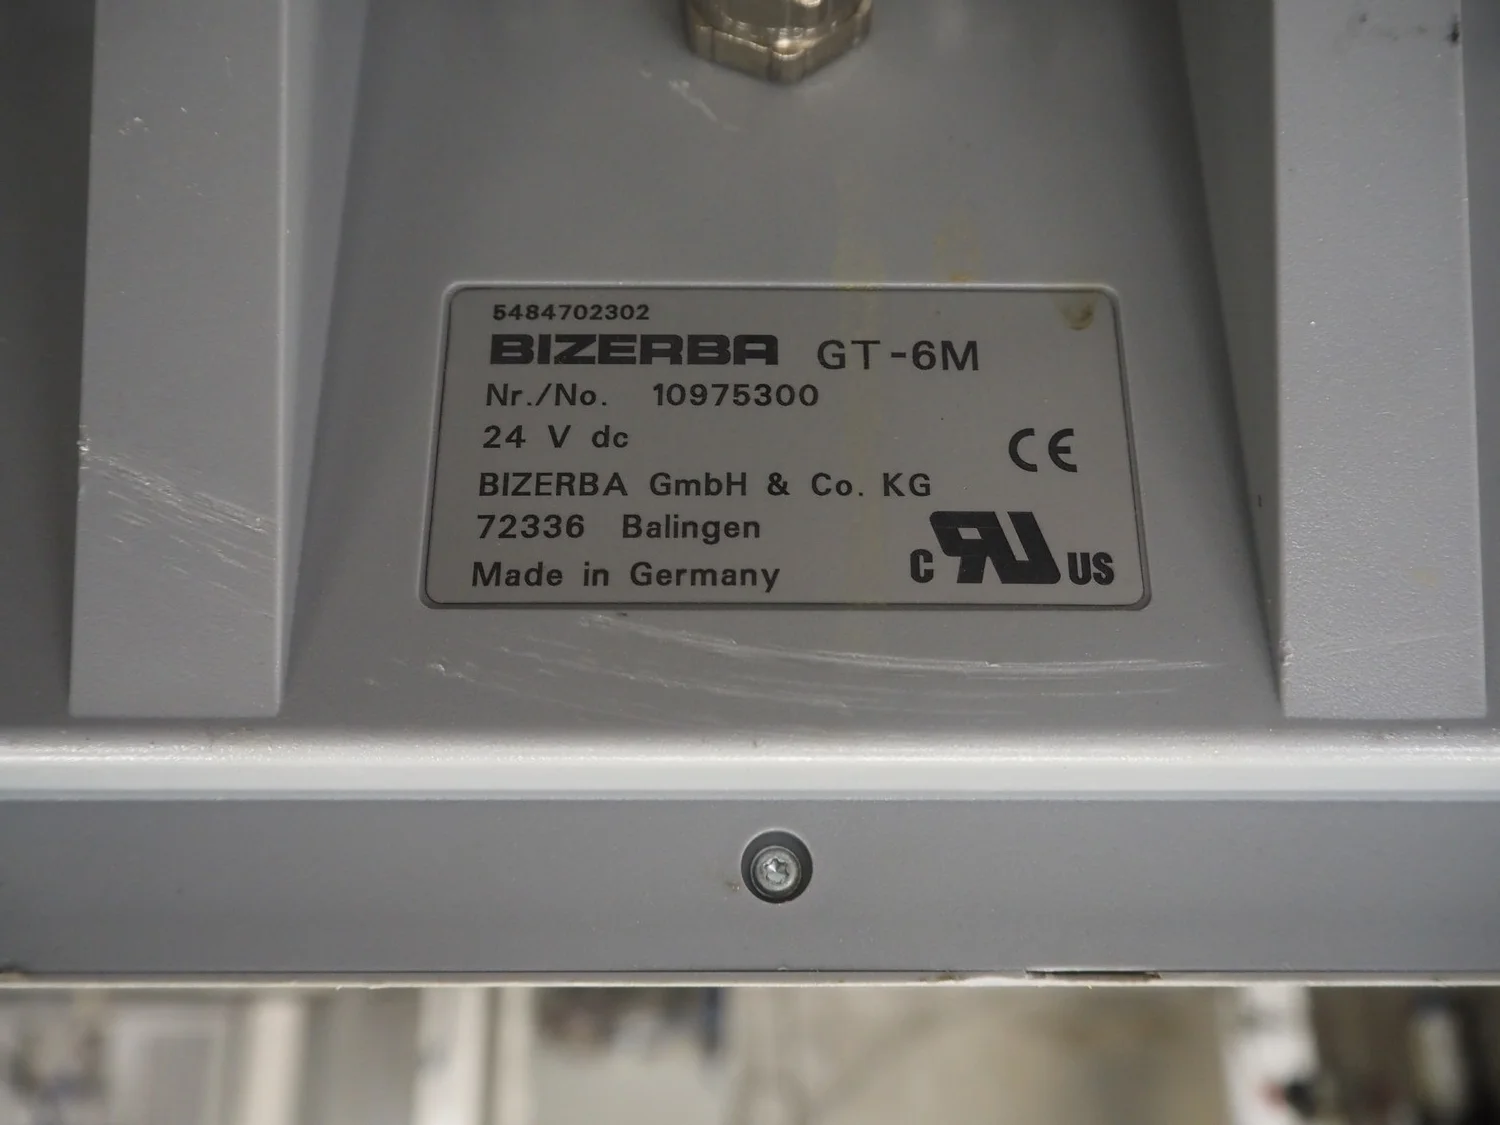 5484702302
BIZERBA GT-6M
Nr./No. 10975300
24 V dc
CE
BIZERBA GmbH & Co. KG
72336 Balingen
Made in Germany
c RU US